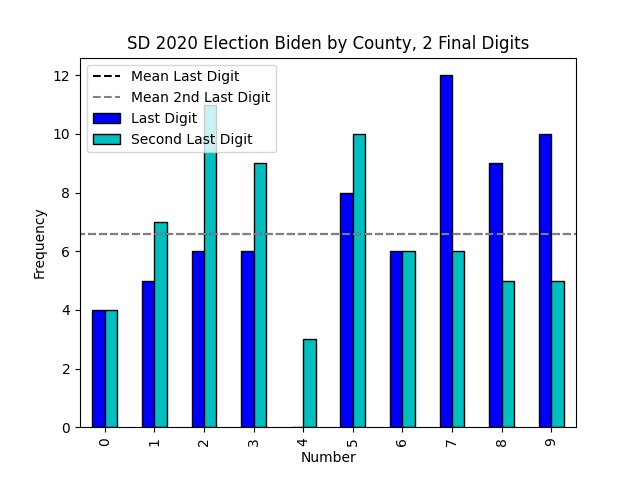 SD 2020 Election Biden by County, 2 Final Digits
Mean Last Digit
Mean 2nd Last Digit
Last Digit
Second Last Digit
12
10
8
6
4
2
0
Frequency
0 1 2 3 4 5 6 7 8 9
Number